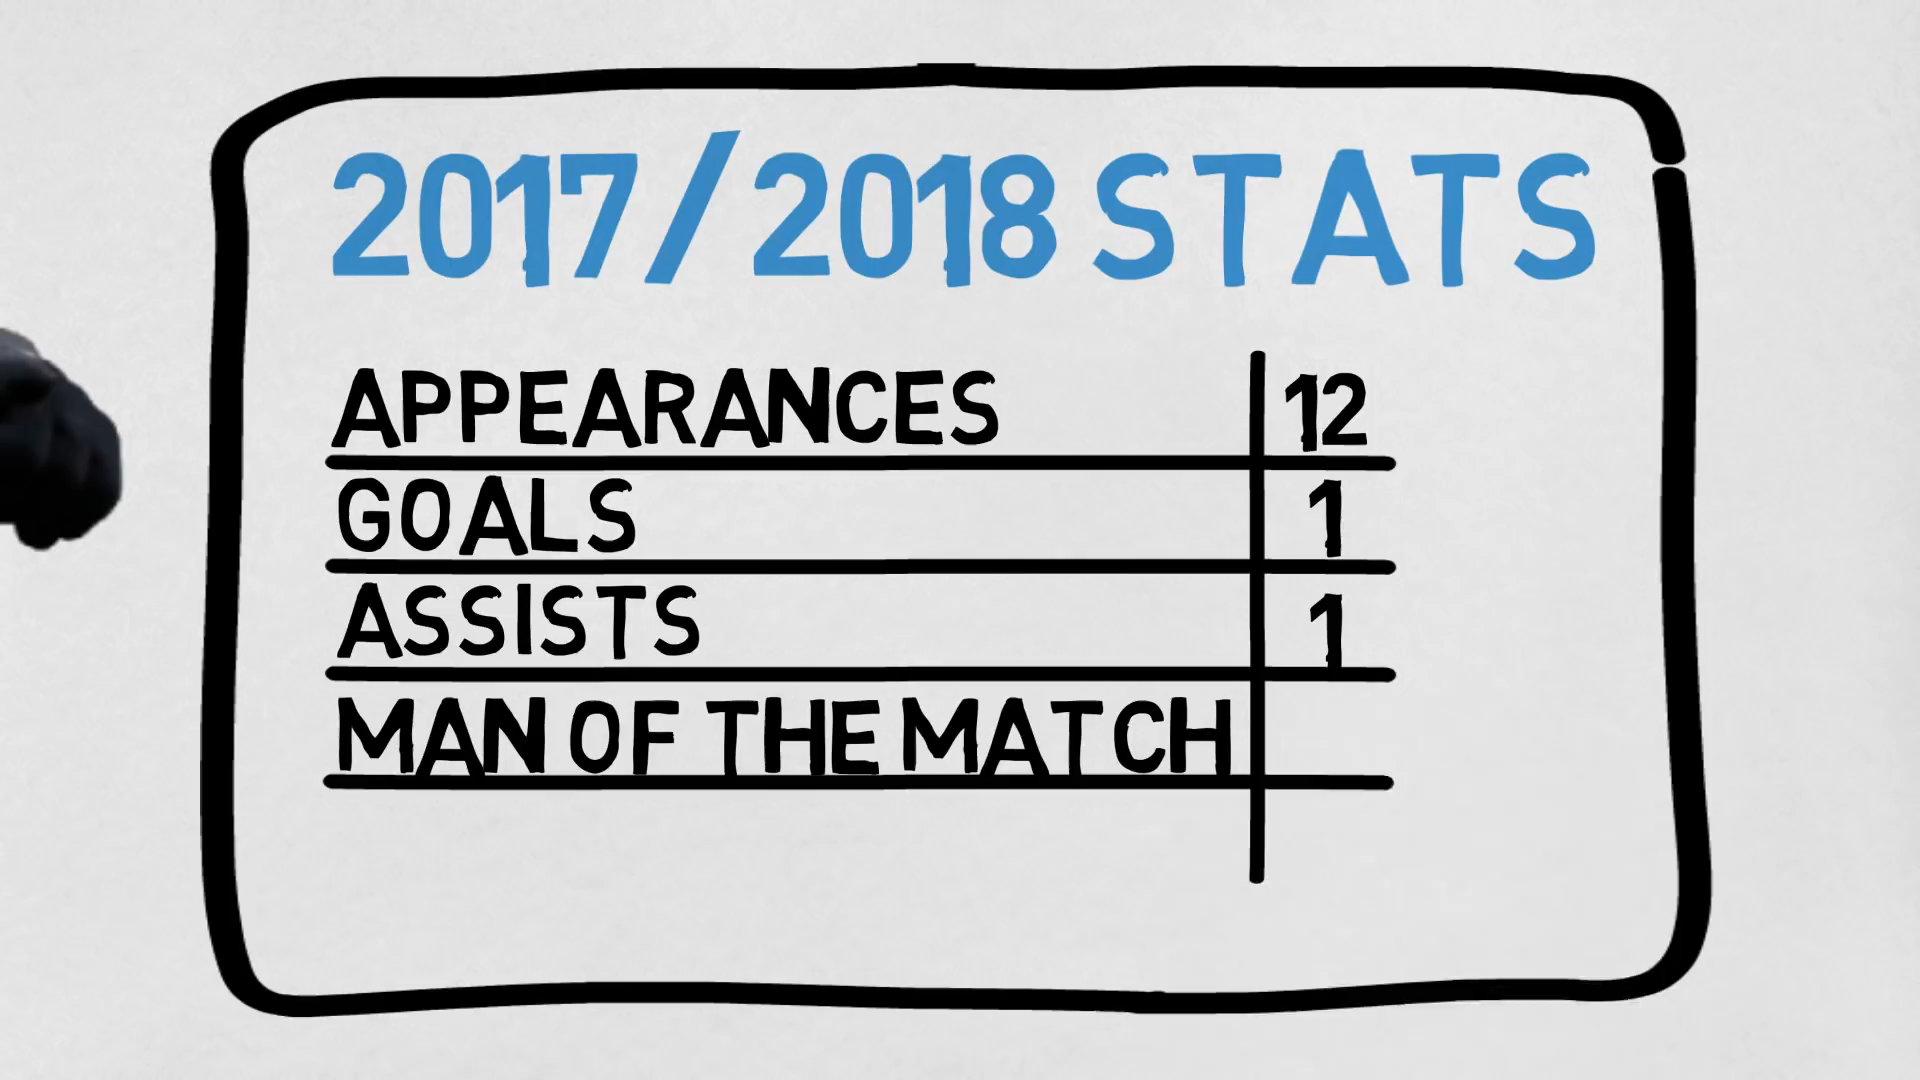 2017/2018 STATS
APPEARANCES 12
GOALS 1
ASSISTS 1
MAN OF THE MATCH